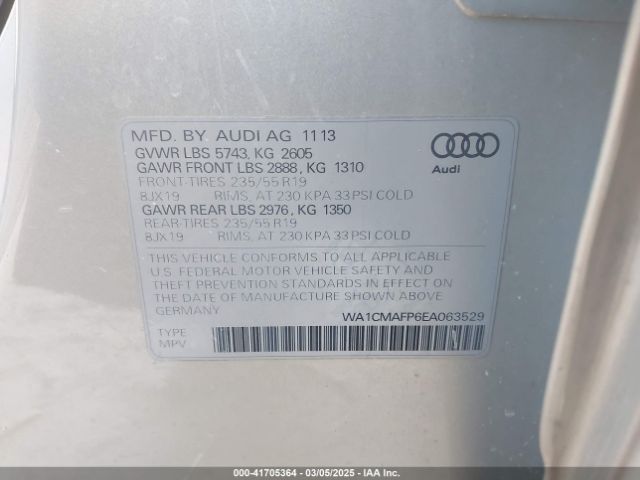 MFD. BY AUDI AG 11 13
GVWR LBS 5743, KG 2605
GAWR FRONT LBS 2888, KG 1310
FRONT-TIRES 235/55 R19
8JX19 RIMS, AT 230 KPA 33 PSI COLD
GAWR REAR LBS 2976, KG 1350
REAR-TIRES 235/55 R19
8JX19 RIMS, AT 230 KPA 33 PSI COLD
Audi
THIS VEHICLE CONFORMS TO ALL APPLICABLE
U.S. FEDERAL MOTOR VEHICLE SAFETY AND
THEFT PREVENTION STANDARDS IN EFFECT ON
THE DATE OF MANUFACTURE SHOWN ABOVE
GERMANY
WA1CMAFP6EA063529
TYPE
MPV
000-41705364 - 03/05/2025 - WWW.IAAI.COM